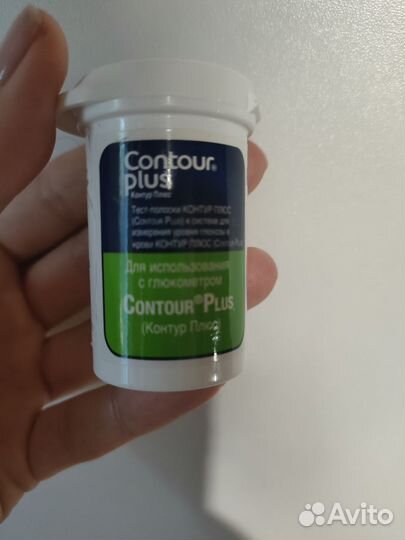 Contour®
plus
Контур Плюс
Тест-полоски КОНТУР ПЛЮС
(Contour Plus) к системе для
измерения уровня глюкозы в
крови КОНТУР ПЛЮС (Contour Plus
Для использования
с глюкометром
CONTOUR®PLUS
(Контур Плюс)
Avito